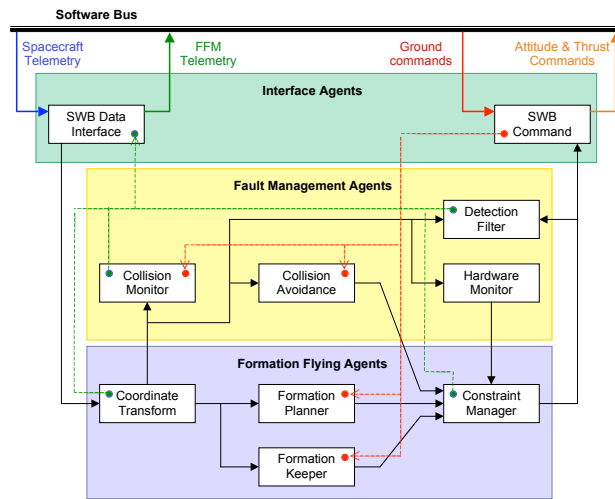 Software Bus
Spacecraft
Telemetry
FFM
Telemetry
Ground
commands
Attitude & Thrust
Commands
Interface Agents
SWB Data
Interface
SWB
Command
Fault Management Agents
Detection
Filter
Collision
Monitor
Collision
Avoidance
Hardware
Monitor
Formation Flying Agents
Coordinate
Transform
Formation
Planner
Constraint
Manager
Formation
Keeper